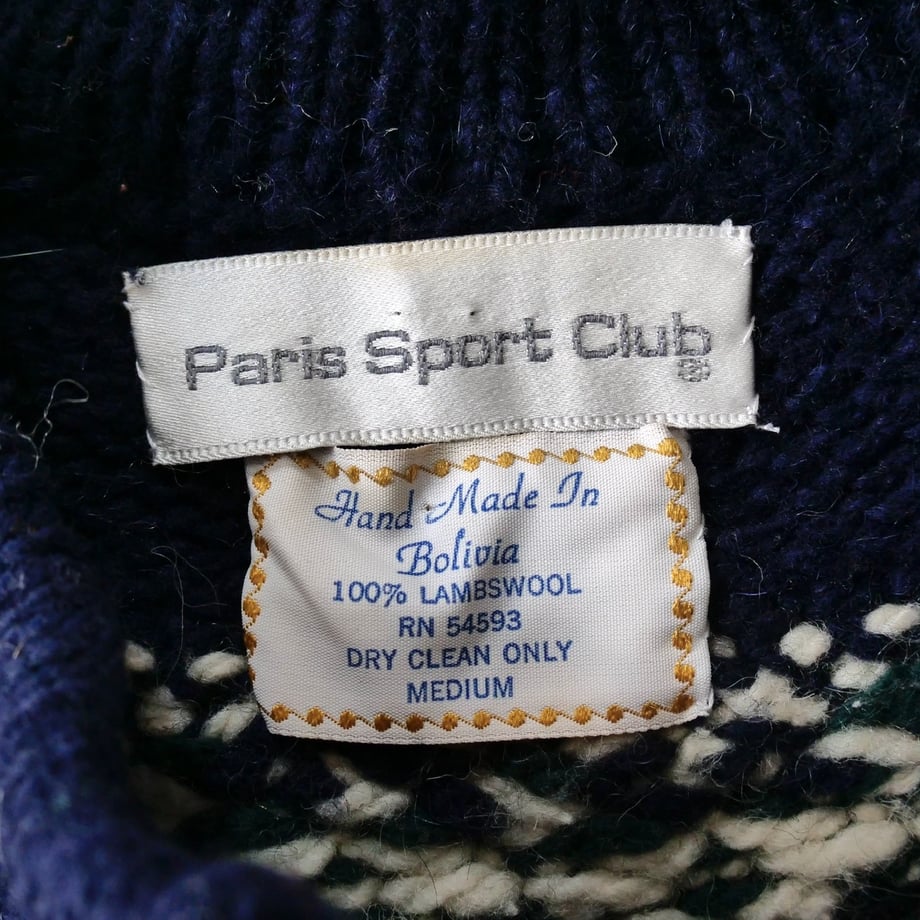 Paris Sport Club®
Hand Made In
Bolivia
100% LAMBSWOOL
RN 54593
DRY CLEAN ONLY
MEDIUM